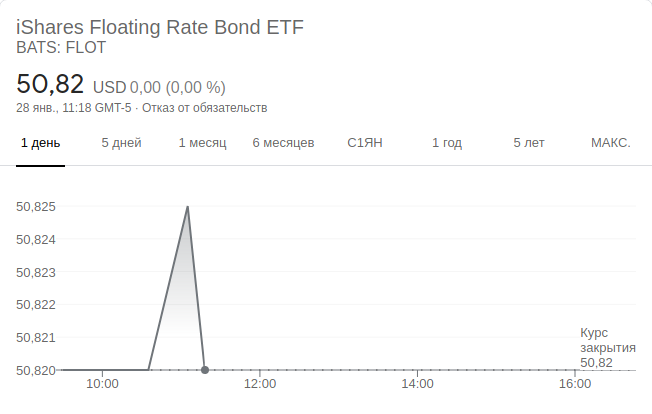 iShares Floating Rate Bond ETF
BATS: FLOT
50,82 USD 0,00 (0,00 %)
28 янв., 11:18 GMT-5 · Отказ от обязательств
1 день 5 дней 1 месяц 6 месяцев С1ЯН 1 год 5 лет МАКС.
50,825
50,824
50,823
50,822
50,821
50,820
Курс
закрытия
50,82
10:00 12:00 14:00 16:00